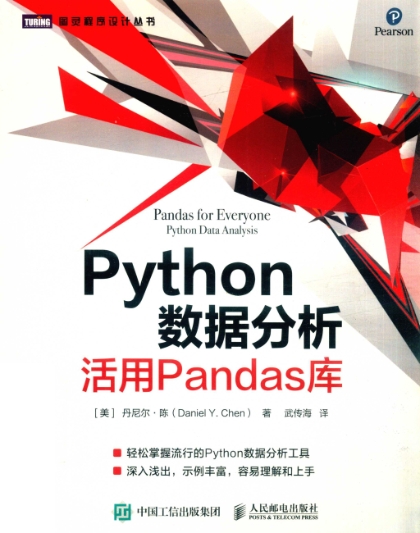 TURING 图灵程序设计丛书
Pearson
Pandas for Everyone
Python Data Analysis
Python
数据分析
活用Pandas库
[美] 丹尼尔·陈（Daniel Y. Chen） 著 武传海 译
■ 轻松掌握流行的Python数据分析工具
■ 深入浅出，示例丰富，容易理解和上手
中国工信出版集团 人民邮电出版社
POSTS & TELECOM PRESS